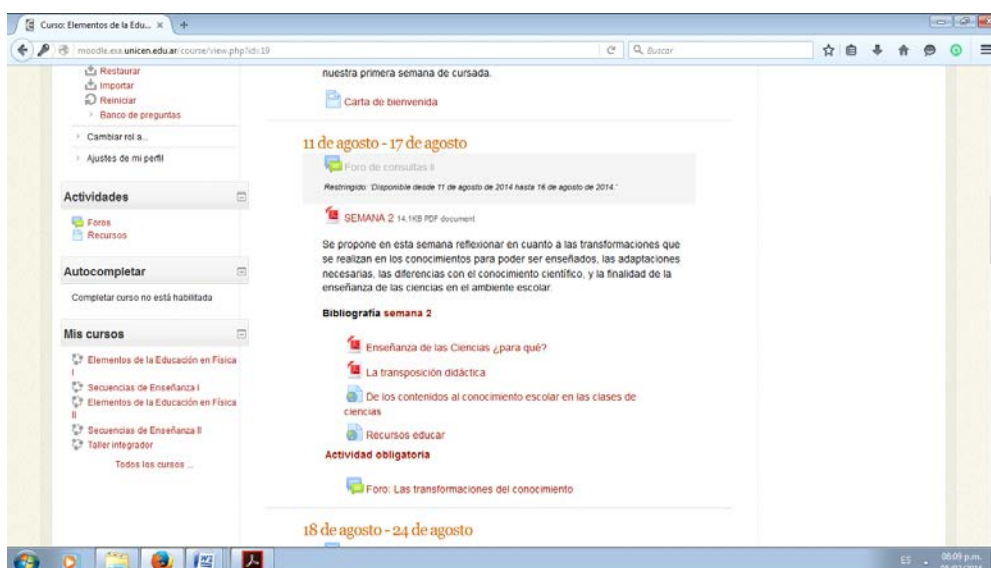 Curso: Elementos de la Edu...
moodle.exa.unicen.edu.ar/course/view.php?id=19
Buscar
Restaurar
Importar
Reiniciar
Banco de preguntas
Cambiar rol a...
Ajustes de mi perfil
Actividades
Foros
Recursos
Autocompletar
Completar curso no está habilitada
Mis cursos
Elementos de la Educación en Física
I
Secuencias de Enseñanza I
Elementos de la Educación en Física
II
Secuencias de Enseñanza II
Taller integrador
Todos los cursos ...
nuestra primera semana de cursada.
Carta de bienvenida
11 de agosto - 17 de agosto
Foro de consultas II
Restringido: 'Disponible desde 11 de agosto de 2014 hasta 16 de agosto de 2014.'
SEMANA 2 14.1KB PDF document
Se propone en esta semana reflexionar en cuanto a las transformaciones que
se realizan en los conocimientos para poder ser enseñados, las adaptaciones
necesarias, las diferencias con el conocimiento científico, y la finalidad de la
enseñanza de las ciencias en el ambiente escolar.
Bibliografía semana 2
Enseñanza de las Ciencias ¿para qué?
La transposición didáctica
De los contenidos al conocimiento escolar en las clases de
ciencias
Recursos educar
Actividad obligatoria
Foro: Las transformaciones del conocimiento
18 de agosto - 24 de agosto
ES
08:09 p.m.